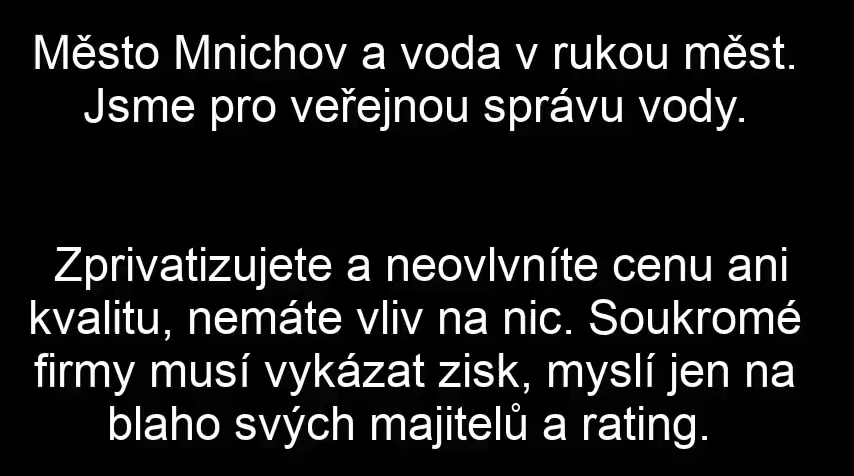 Město Mnichov a voda v rukou měst.
Jsme pro veřejnou správu vody.
Zprivatizujete a neovlvníte cenu ani
kvalitu, nemáte vliv na nic. Soukromé
firmy musí vykázat zisk, myslí jen na
blaho svých majitelů a rating.